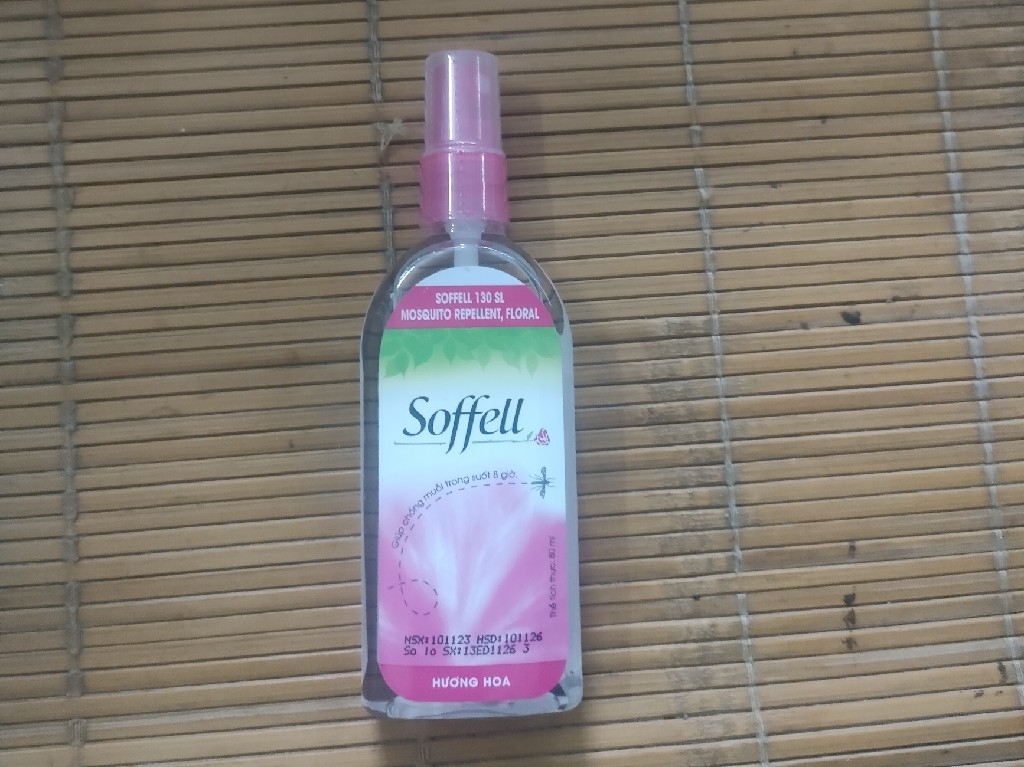 SOFFELL 130 SL
MOSQUITO REPELLENT, FLORAL
Soffell
Giúp chống muỗi trong suốt 8 giờ.
Thể tích thực: 80 ml
NSX:101123 HSD:101126
So lo SX:13ED1126 3
HƯƠNG HOA